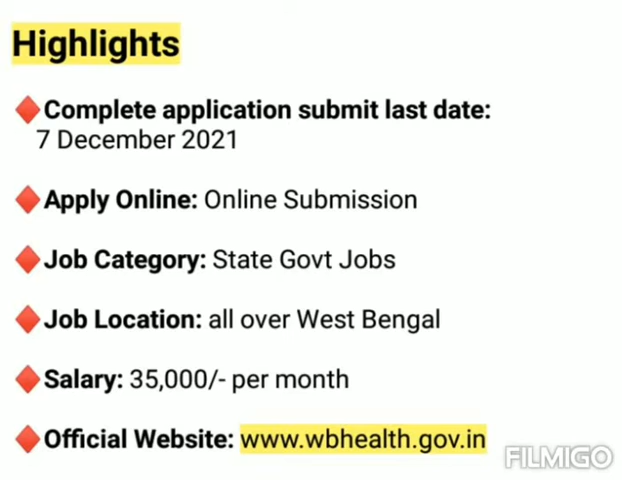 Highlights
Complete application submit last date:
7 December 2021
Apply Online: Online Submission
Job Category: State Govt Jobs
Job Location: all over West Bengal
Salary: 35,000/- per month
Official Website: www.wbhealth.gov.in
FILMIGO